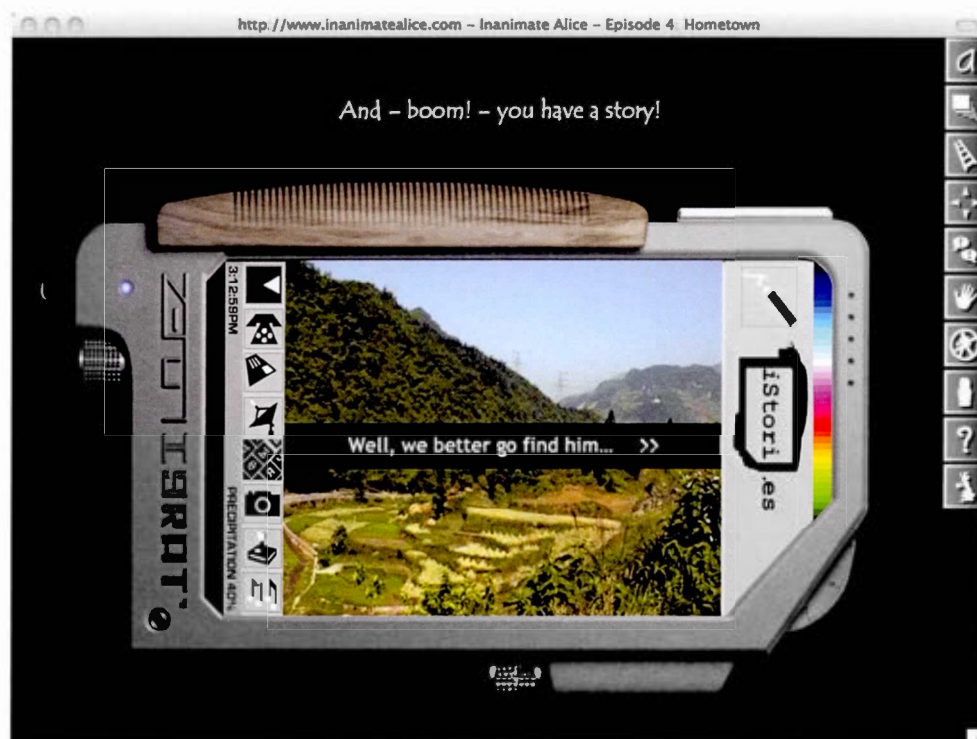 http://www.inanimatealice.com – Inanimate Alice – Episode 4 Hometown
And – boom! – you have a story!
3:12:59PM
Well, we better go find him... >>
iStori.es
PRECIPITATION 40%